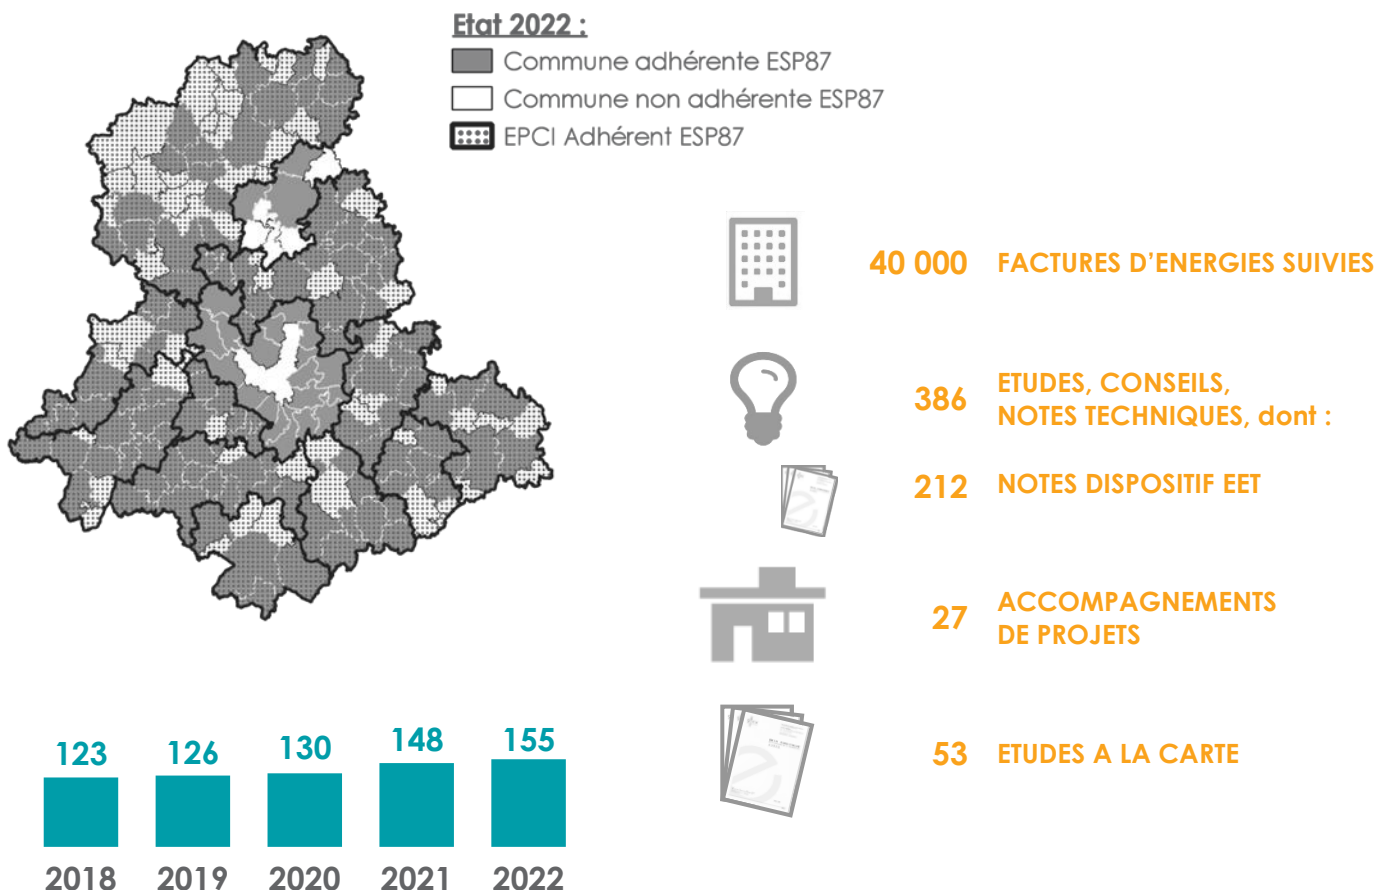 Etat 2022 :
Commune adhérente ESP87
Commune non adhérente ESP87
EPCI Adhérent ESP87
40 000 FACTURES D'ENERGIES SUIVIES
386 ETUDES, CONSEILS,
NOTES TECHNIQUES, dont :
212 NOTES DISPOSITIF EET
27 ACCOMPAGNEMENTS
DE PROJETS
53 ETUDES A LA CARTE
123 126 130 148 155
2018 2019 2020 2021 2022